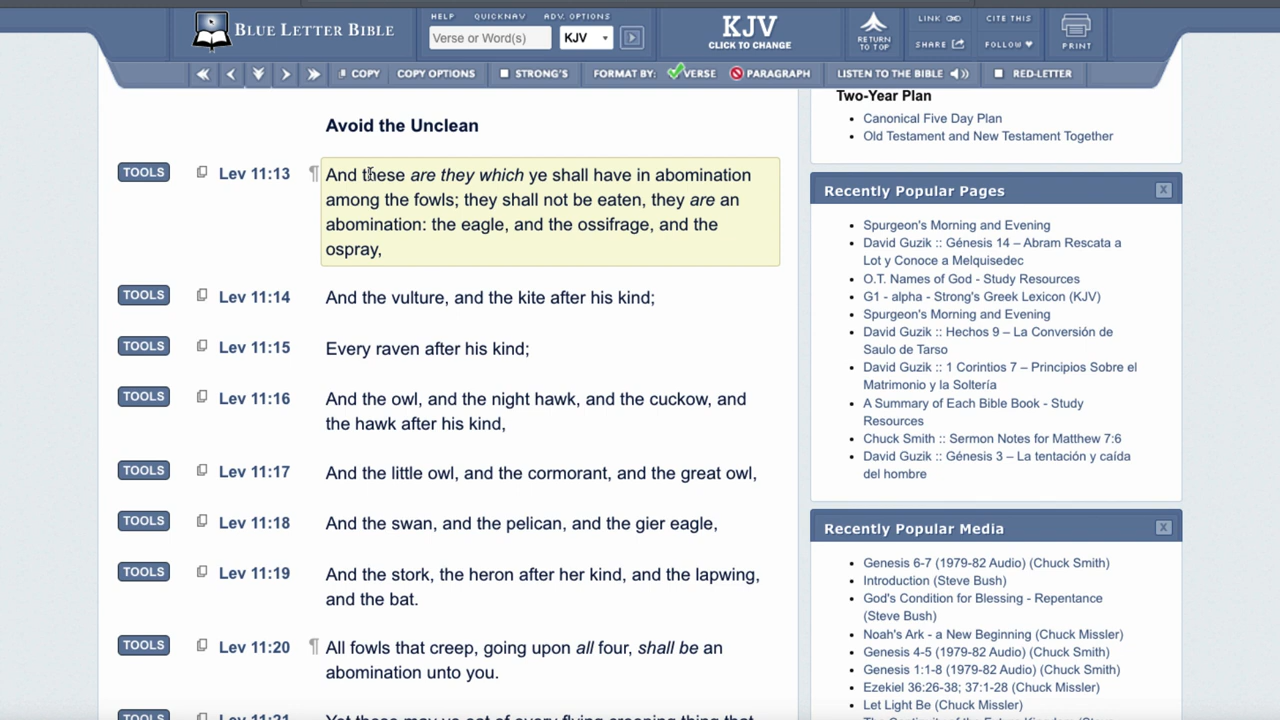 HELP QUICKNAV ADV. OPTIONS
BLUE LETTER BIBLE
Verse or Word(s) KJV
KJV
CLICK TO CHANGE
RETURN TO TOP
LINK
CITE THIS
SHARE
FOLLOW
PRINT
COPY COPY OPTIONS STRONG'S FORMAT BY: VERSE PARAGRAPH LISTEN TO THE BIBLE RED-LETTER
Avoid the Unclean
TOOLS Lev 11:13 ¶ And these are they which ye shall have in abomination
among the fowls; they shall not be eaten, they are an
abomination: the eagle, and the ossifrage, and the
ospray,
TOOLS Lev 11:14 And the vulture, and the kite after his kind;
TOOLS Lev 11:15 Every raven after his kind;
TOOLS Lev 11:16 And the owl, and the night hawk, and the cuckow, and
the hawk after his kind,
TOOLS Lev 11:17 And the little owl, and the cormorant, and the great owl,
TOOLS Lev 11:18 And the swan, and the pelican, and the gier eagle,
TOOLS Lev 11:19 And the stork, the heron after her kind, and the lapwing,
and the bat.
TOOLS Lev 11:20 ¶ All fowls that creep, going upon all four, shall be an
abomination unto you.
TOOLS Lev 11:21 Yet these may ye eat of every flying creeping thing that
Two-Year Plan
Canonical Five Day Plan
Old Testament and New Testament Together
Recently Popular Pages X
Spurgeon's Morning and Evening
David Guzik :: Génesis 14 – Abram Rescata a
Lot y Conoce a Melquisedec
O.T. Names of God - Study Resources
G1 - alpha - Strong's Greek Lexicon (KJV)
Spurgeon's Morning and Evening
David Guzik :: Hechos 9 – La Conversión de
Saulo de Tarso
David Guzik :: 1 Corintios 7 – Principios Sobre el
Matrimonio y la Soltería
A Summary of Each Bible Book - Study
Resources
Chuck Smith :: Sermon Notes for Matthew 7:6
David Guzik :: Génesis 3 – La tentación y caída
del hombre
Recently Popular Media X
Genesis 6-7 (1979-82 Audio) (Chuck Smith)
Introduction (Steve Bush)
God's Condition for Blessing - Repentance
(Steve Bush)
Noah's Ark - a New Beginning (Chuck Missler)
Genesis 4-5 (1979-82 Audio) (Chuck Smith)
Genesis 1:1-8 (1979-82 Audio) (Chuck Smith)
Ezekiel 36:26-38; 37:1-28 (Chuck Missler)
Let Light Be (Chuck Missler)